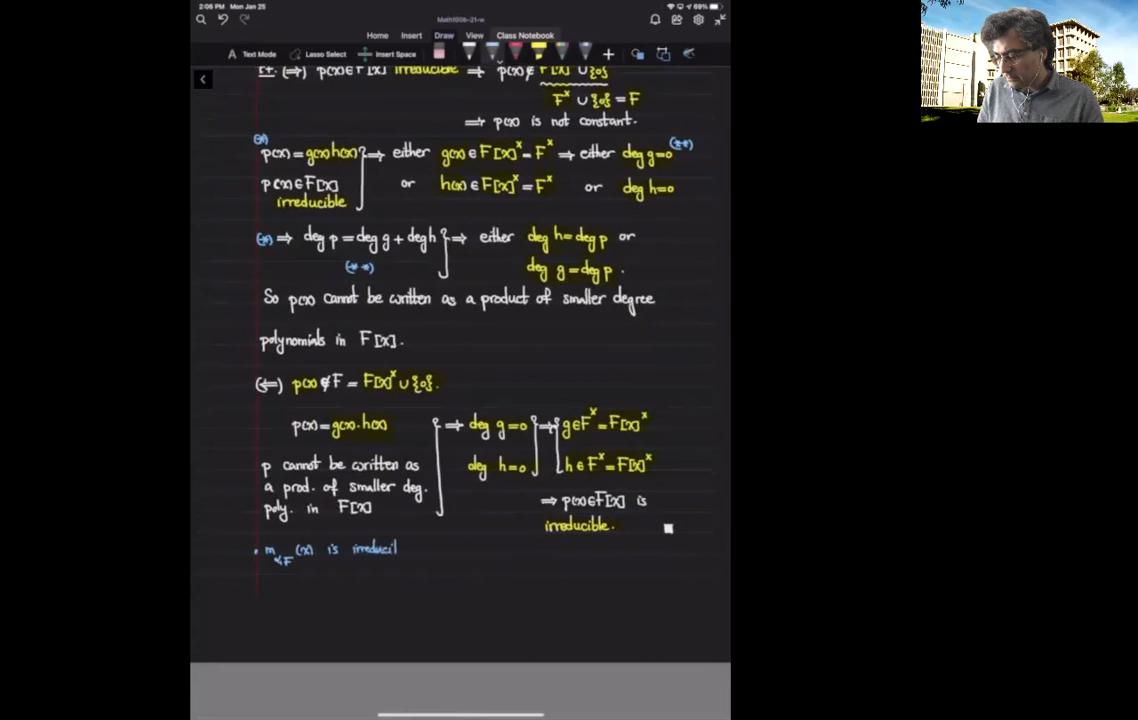 2:06 PM Mon Jan 25
69%
Math100B-21-w
Home Insert Draw View Class Notebook
Text Mode Lasso Select Insert Space
(⇒) p(x)∈F[x] irreducible ⇒ p(x)∉ F[x]ˣ ∪{0}
Fˣ ∪{0} = F
⇒ p(x) is not constant.
(*) (**)
p(x)=g(x)h(x) ⇒ either g(x)∈F[x]ˣ=Fˣ ⇒ either deg g=0
p(x)∈F[x] or h(x)∈F[x]ˣ=Fˣ or deg h=0
irreducible
(*) ⇒ deg p=deg g+deg h ⇒ either deg h=deg p or
(**) deg g=deg p.
So p(x) cannot be written as a product of smaller degree
polynomials in F[x].
(⇐) p(x)∉F = F[x]ˣ∪{0}.
p(x)=g(x)·h(x) ⇒ deg g=0 ⇒ g∈Fˣ=F[x]ˣ
p cannot be written as deg h=0 h∈Fˣ=F[x]ˣ
a prod. of smaller deg.
poly. in F[x] ⇒ p(x)∈F[x] is
irreducible. ■
. m_{α,F}(x) is irreducil